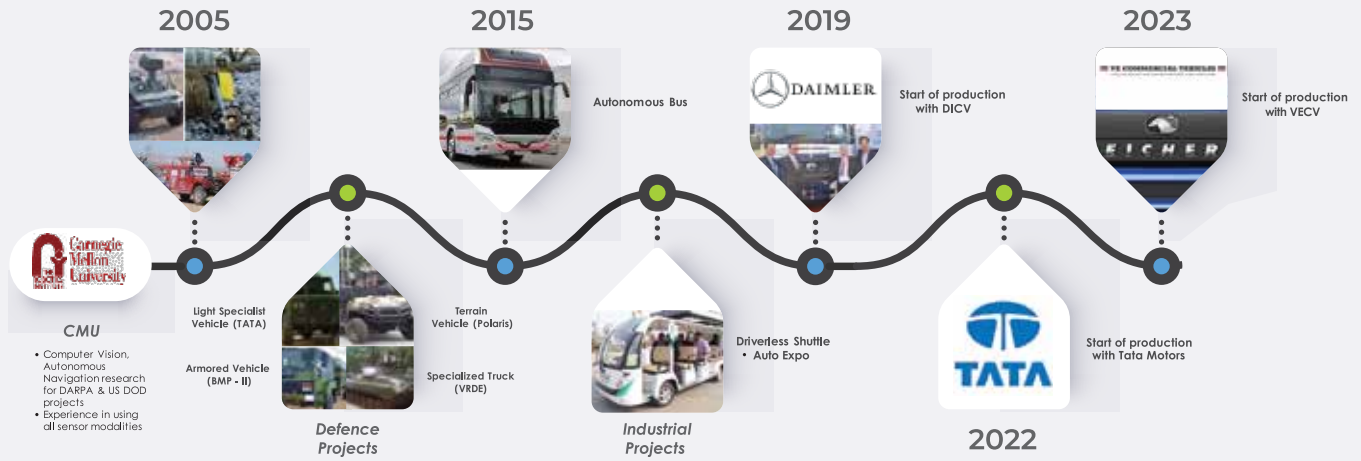 2005
2015
2019
2023
DAIMLER
Autonomous Bus
Start of production
with DICV
VE COMMERCIAL VEHICLES
EICHER
Start of production
with VECV
Carnegie
Mellon
University
CMU
• Computer Vision,
Autonomous
Navigation research
for DARPA & US DOD
projects
• Experience in using
all sensor modalities
Light Specialist
Vehicle (TATA)
Armored Vehicle
(BMP - II)
Terrain
Vehicle (Polaris)
Specialized Truck
(VRDE)
Defence
Projects
Driverless Shuttle
• Auto Expo
Industrial
Projects
TATA
Start of production
with Tata Motors
2022